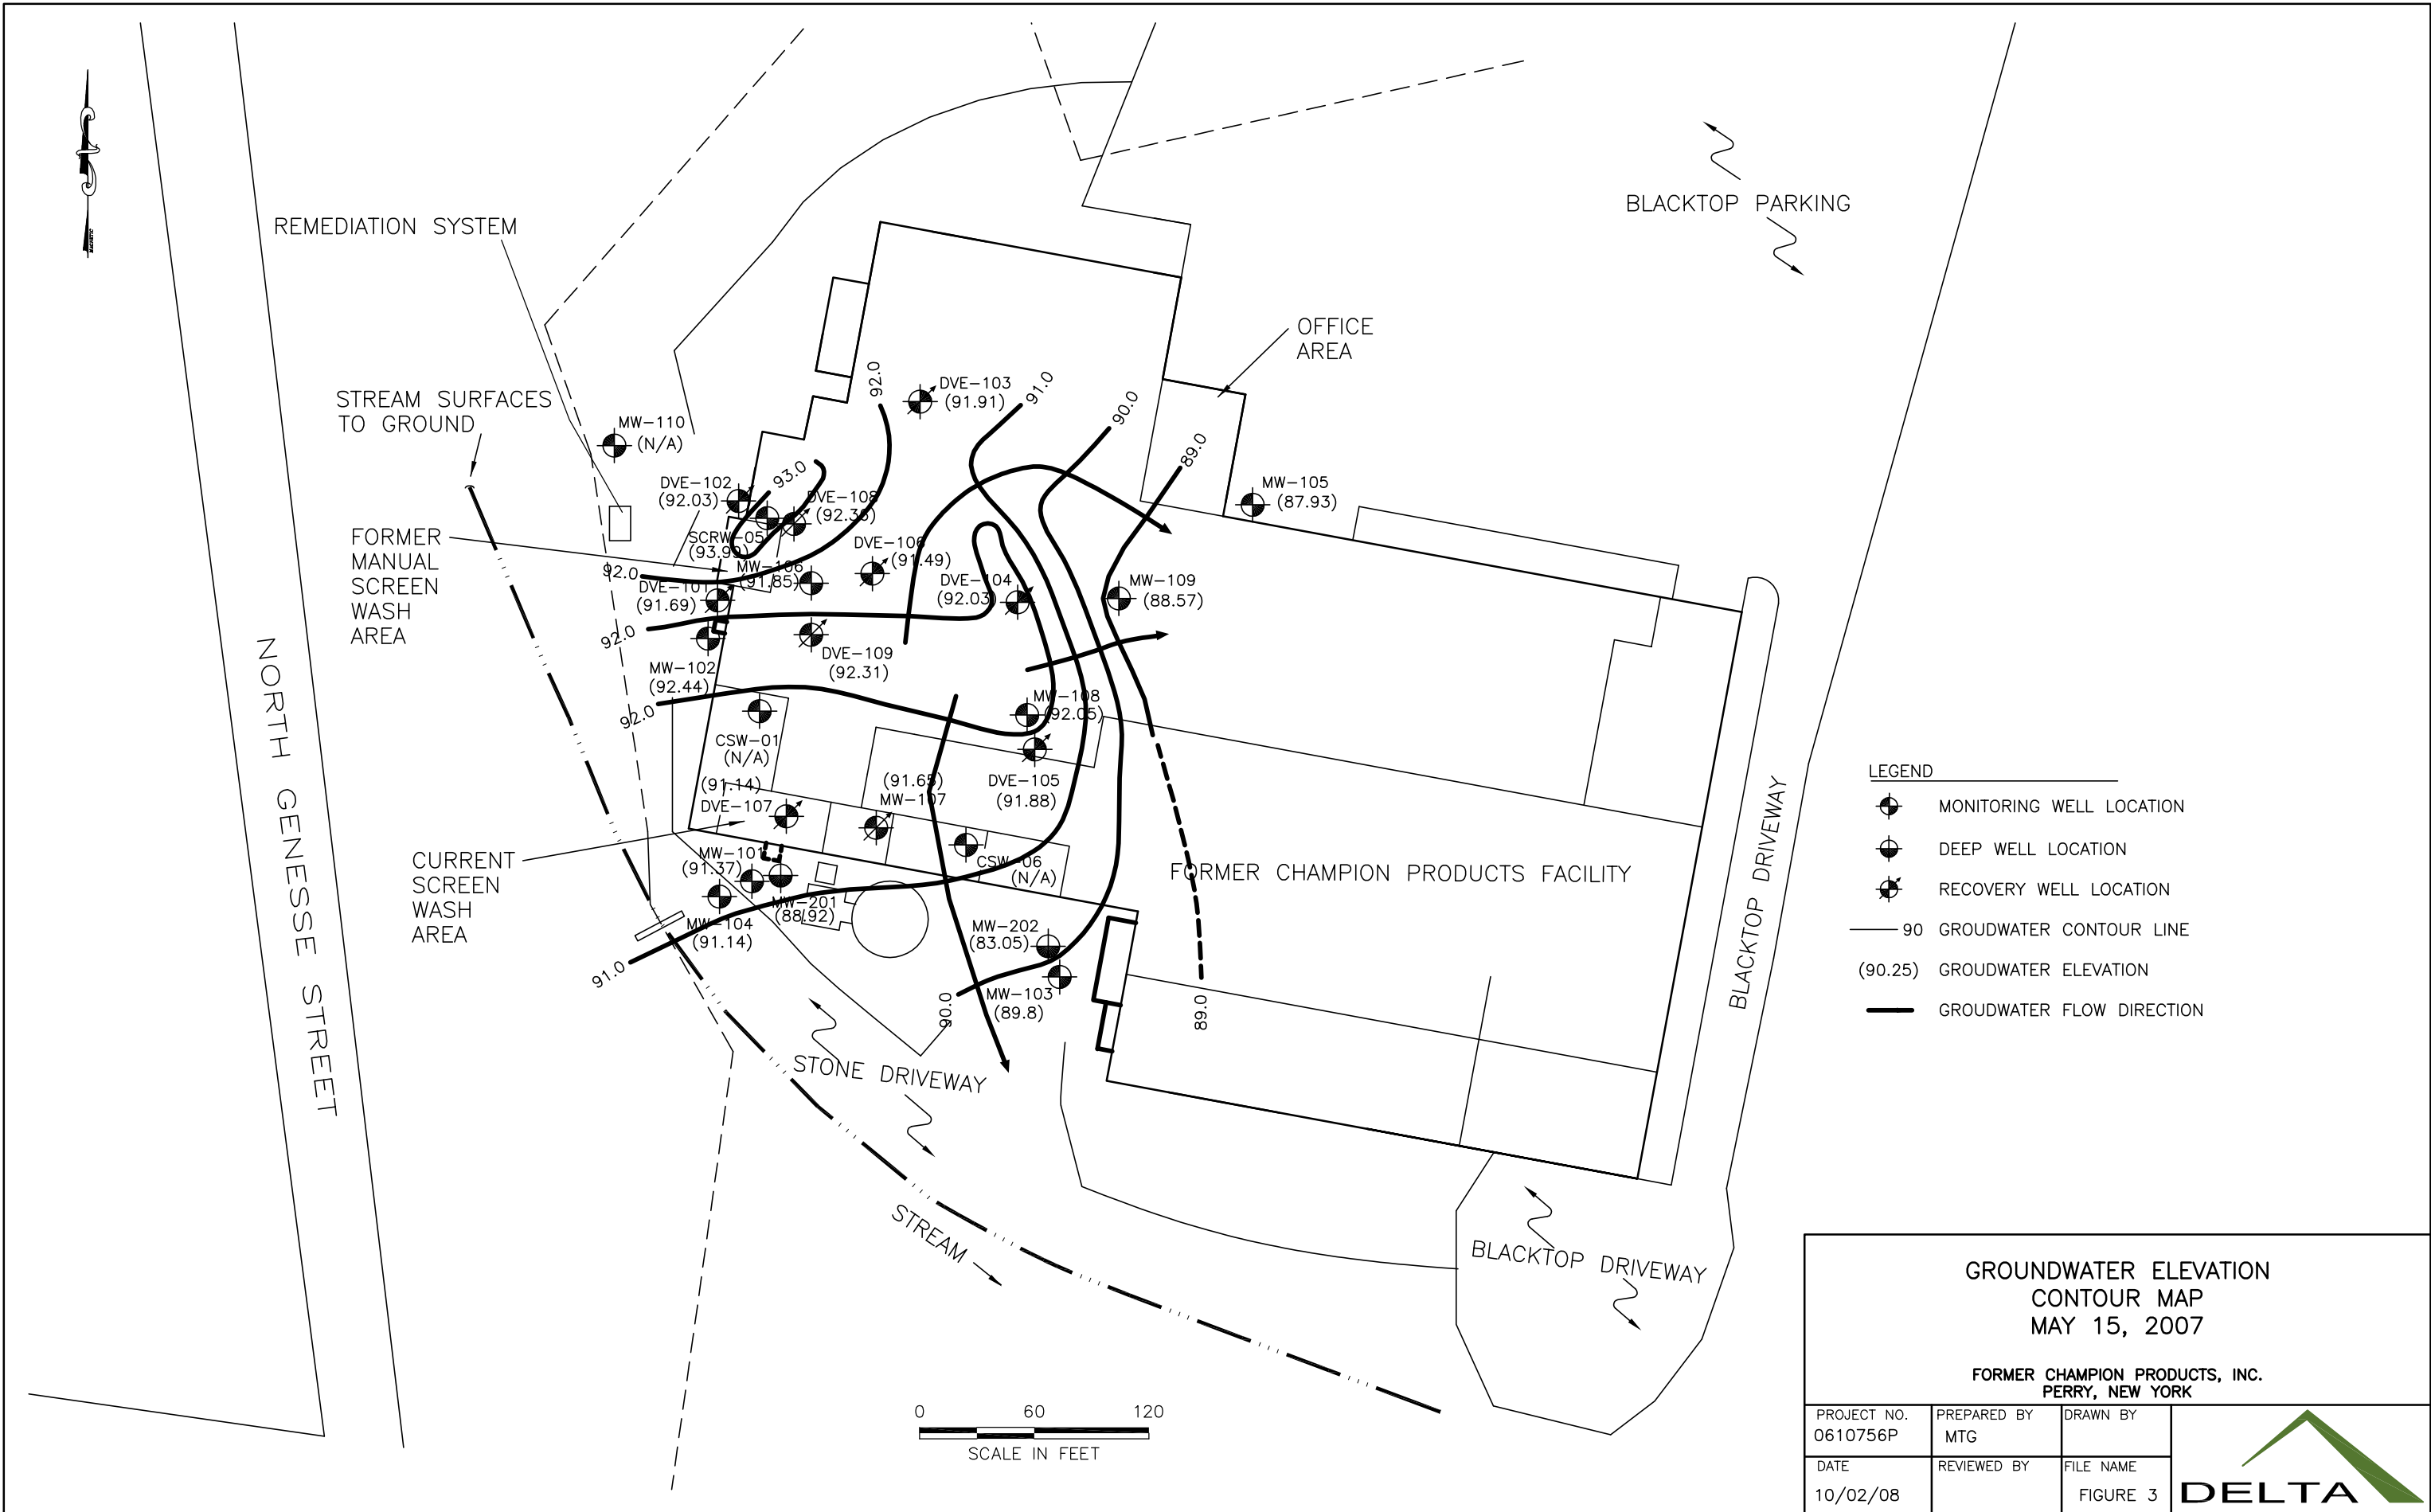 REMEDIATION SYSTEM
STREAM SURFACES
TO GROUND
FORMER
MANUAL
SCREEN
WASH
AREA
CURRENT
SCREEN
WASH
AREA
NORTH GENESSE STREET
BLACKTOP PARKING
OFFICE
AREA
MW-110
(N/A)
DVE-103
(91.91)
92.0
91.0
90.0
89.0
93.0
DVE-102
(92.03)
DVE-108
(92.36)
SCRW-05
(93.99)
MW-106
(91.85)
DVE-106
(91.49)
DVE-104
(92.03)
MW-105
(87.93)
MW-109
(88.57)
92.0
DVE-101
(91.69)
92.0
MW-102
(92.44)
DVE-109
(92.31)
92.0
MW-108
(92.05)
CSW-01
(N/A)
(91.14)
DVE-107
(91.65)
MW-107
DVE-105
(91.88)
MW-101
(91.37)
MW-201
(88.92)
MW-104
(91.14)
CSW-06
(N/A)
91.0
MW-202
(83.05)
MW-103
(89.8)
90.0
89.0
FORMER CHAMPION PRODUCTS FACILITY
BLACKTOP DRIVEWAY
STONE DRIVEWAY
STREAM
BLACKTOP DRIVEWAY
0 60 120
SCALE IN FEET
LEGEND
MONITORING WELL LOCATION
DEEP WELL LOCATION
RECOVERY WELL LOCATION
90 GROUDWATER CONTOUR LINE
(90.25) GROUDWATER ELEVATION
GROUDWATER FLOW DIRECTION
GROUNDWATER ELEVATION
CONTOUR MAP
MAY 15, 2007
FORMER CHAMPION PRODUCTS, INC.
PERRY, NEW YORK
PROJECT NO. PREPARED BY DRAWN BY
0610756P MTG
DATE REVIEWED BY FILE NAME
10/02/08 FIGURE 3
DELTA